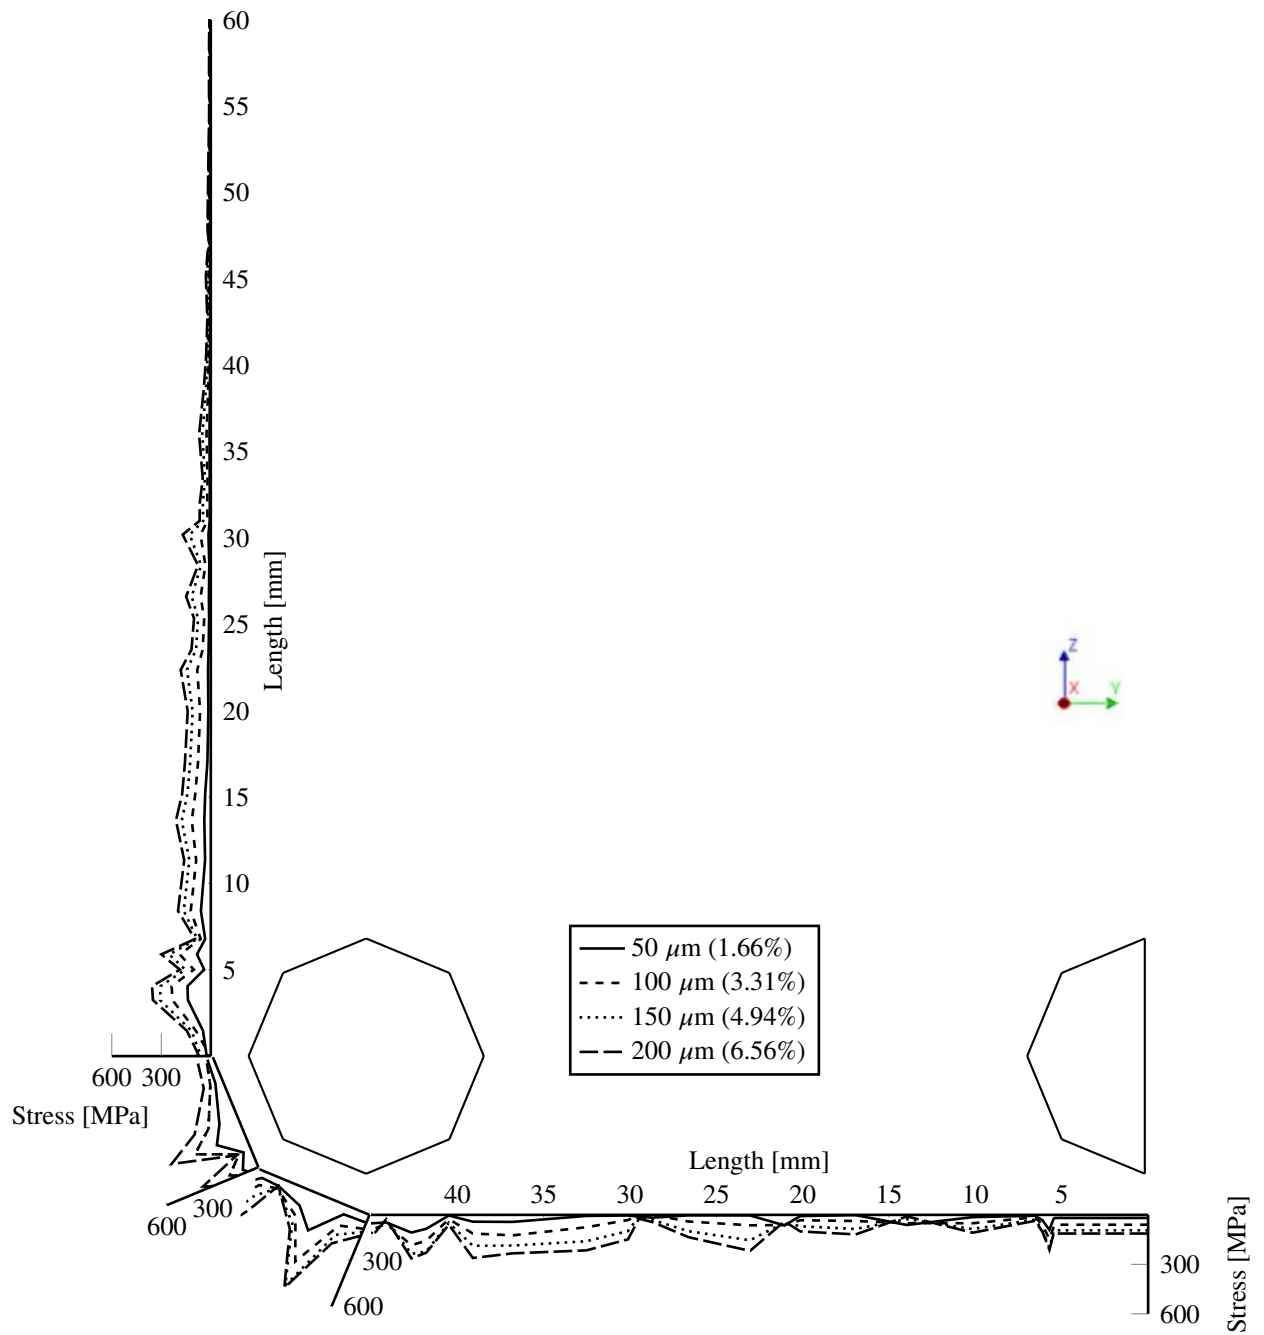 60
55
50
45
40
35
30
Length [mm]
25
Z
X Y
20
15
10
50 µm (1.66%)
5
100 µm (3.31%)
150 µm (4.94%)
200 µm (6.56%)
600 300
Stress [MPa]
Length [mm]
600 300
40 35 30 25 20 15 10 5
300
600
300
600
Stress [MPa]